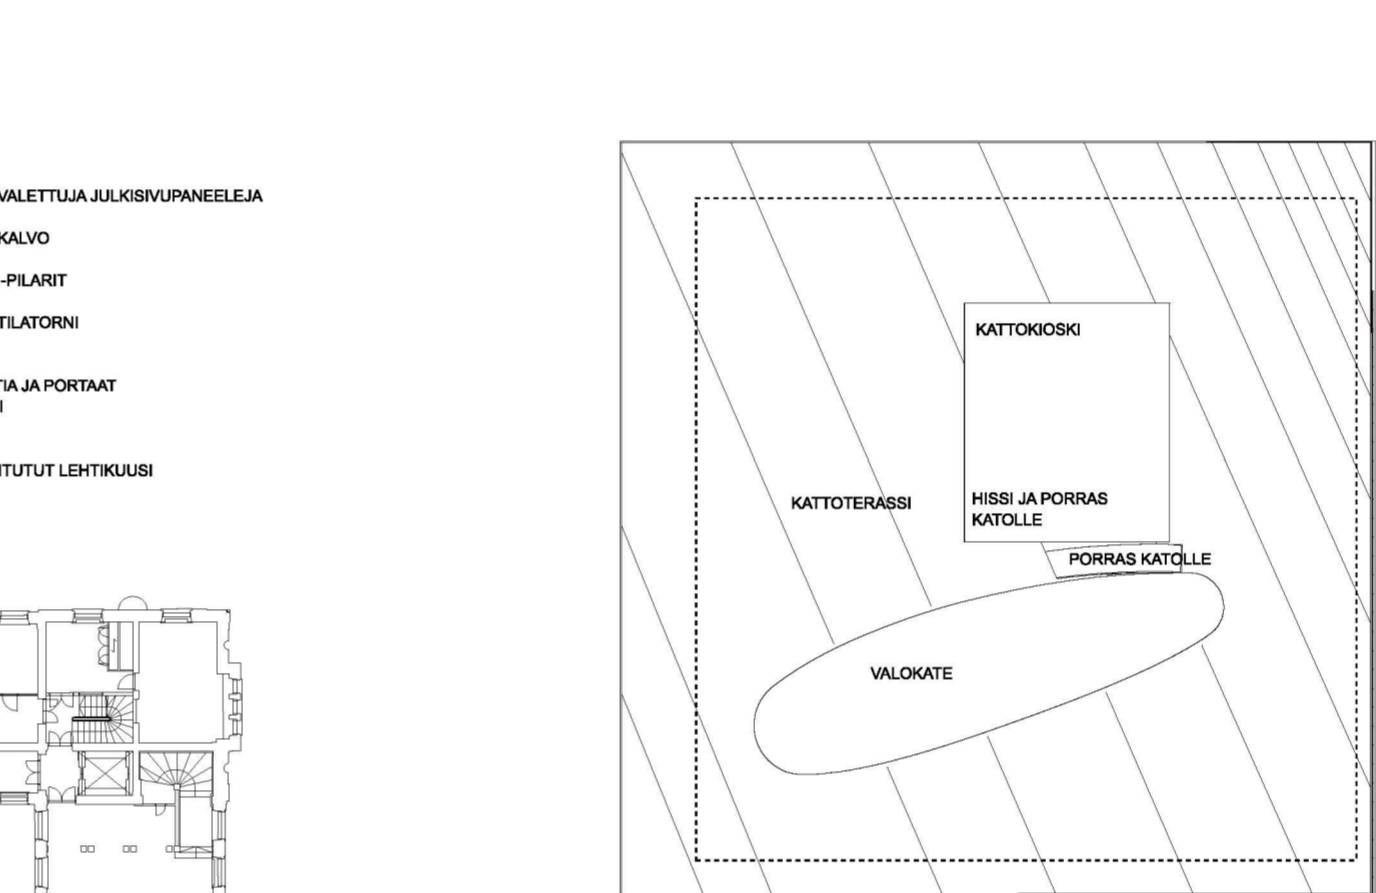 VALETTUJA JULKISIVUPANEELEJA
KALVO
-PILARIT
TILATORNI
TIA JA PORTAAT
I
ITUTUT LEHTIKUUSI
KATTOKIOSKI
KATTOTERASSI
HISSI JA PORRAS
KATOLLE
PORRAS KATOLLE
VALOKATE